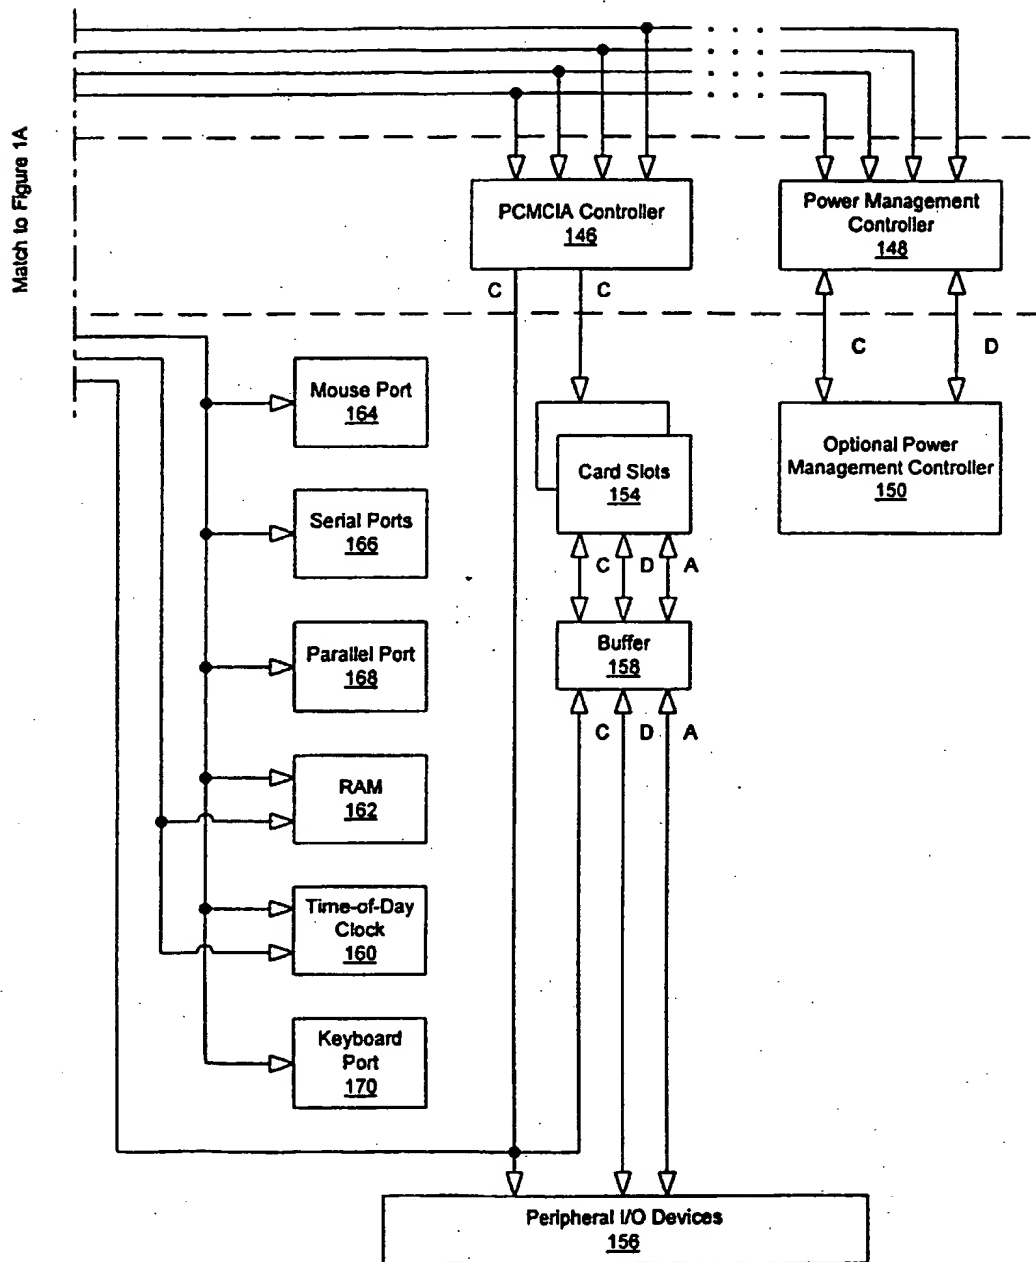 Match to Figure 1A
PCMCIA Controller
146
Power Management
Controller
148
C
C
C
D
Mouse Port
164
Card Slots
154
Optional Power
Management Controller
150
Serial Ports
166
C
D
A
Parallel Port
168
Buffer
158
C
D
A
RAM
162
Time-of-Day
Clock
160
Keyboard
Port
170
Peripheral I/O Devices
156